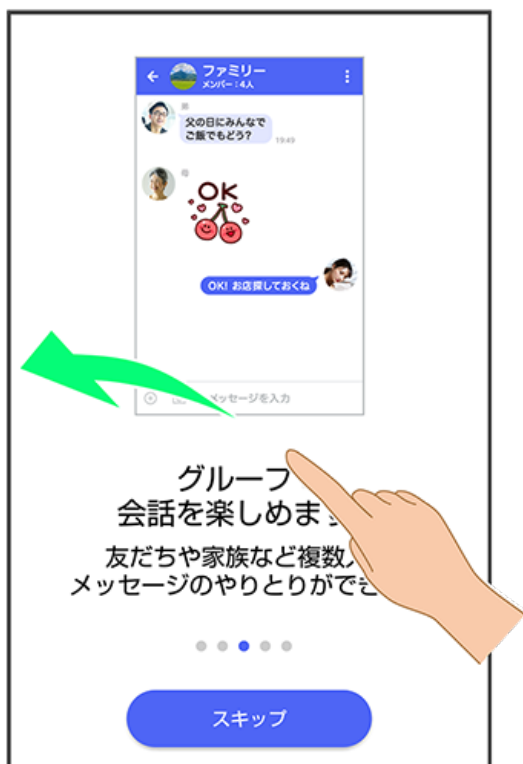 ファミリー
メンバー：4人
父の日にみんなで
ご飯でもどう?
19:49
母
OK
OK! お店探しておくね
メッセージを入力
グループ
会話を楽しめま
友だちや家族など複数
メッセージのやりとりがで
スキップ